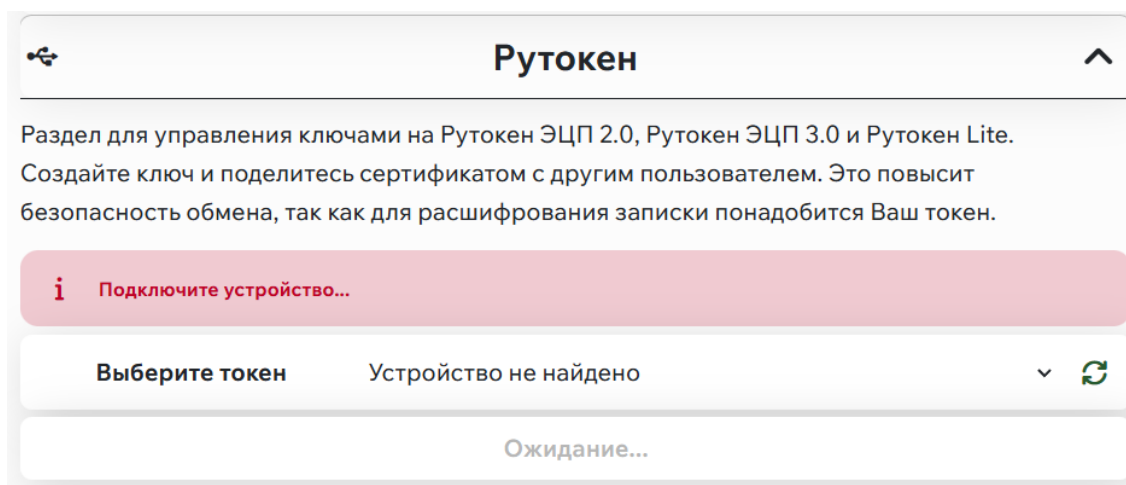 Рутокен
Раздел для управления ключами на Рутокен ЭЦП 2.0, Рутокен ЭЦП 3.0 и Рутокен Lite.
Создайте ключ и поделитесь сертификатом с другим пользователем. Это повысит
безопасность обмена, так как для расшифрования записки понадобится Ваш токен.
Подключите устройство...
Выберите токен Устройство не найдено
Ожидание...